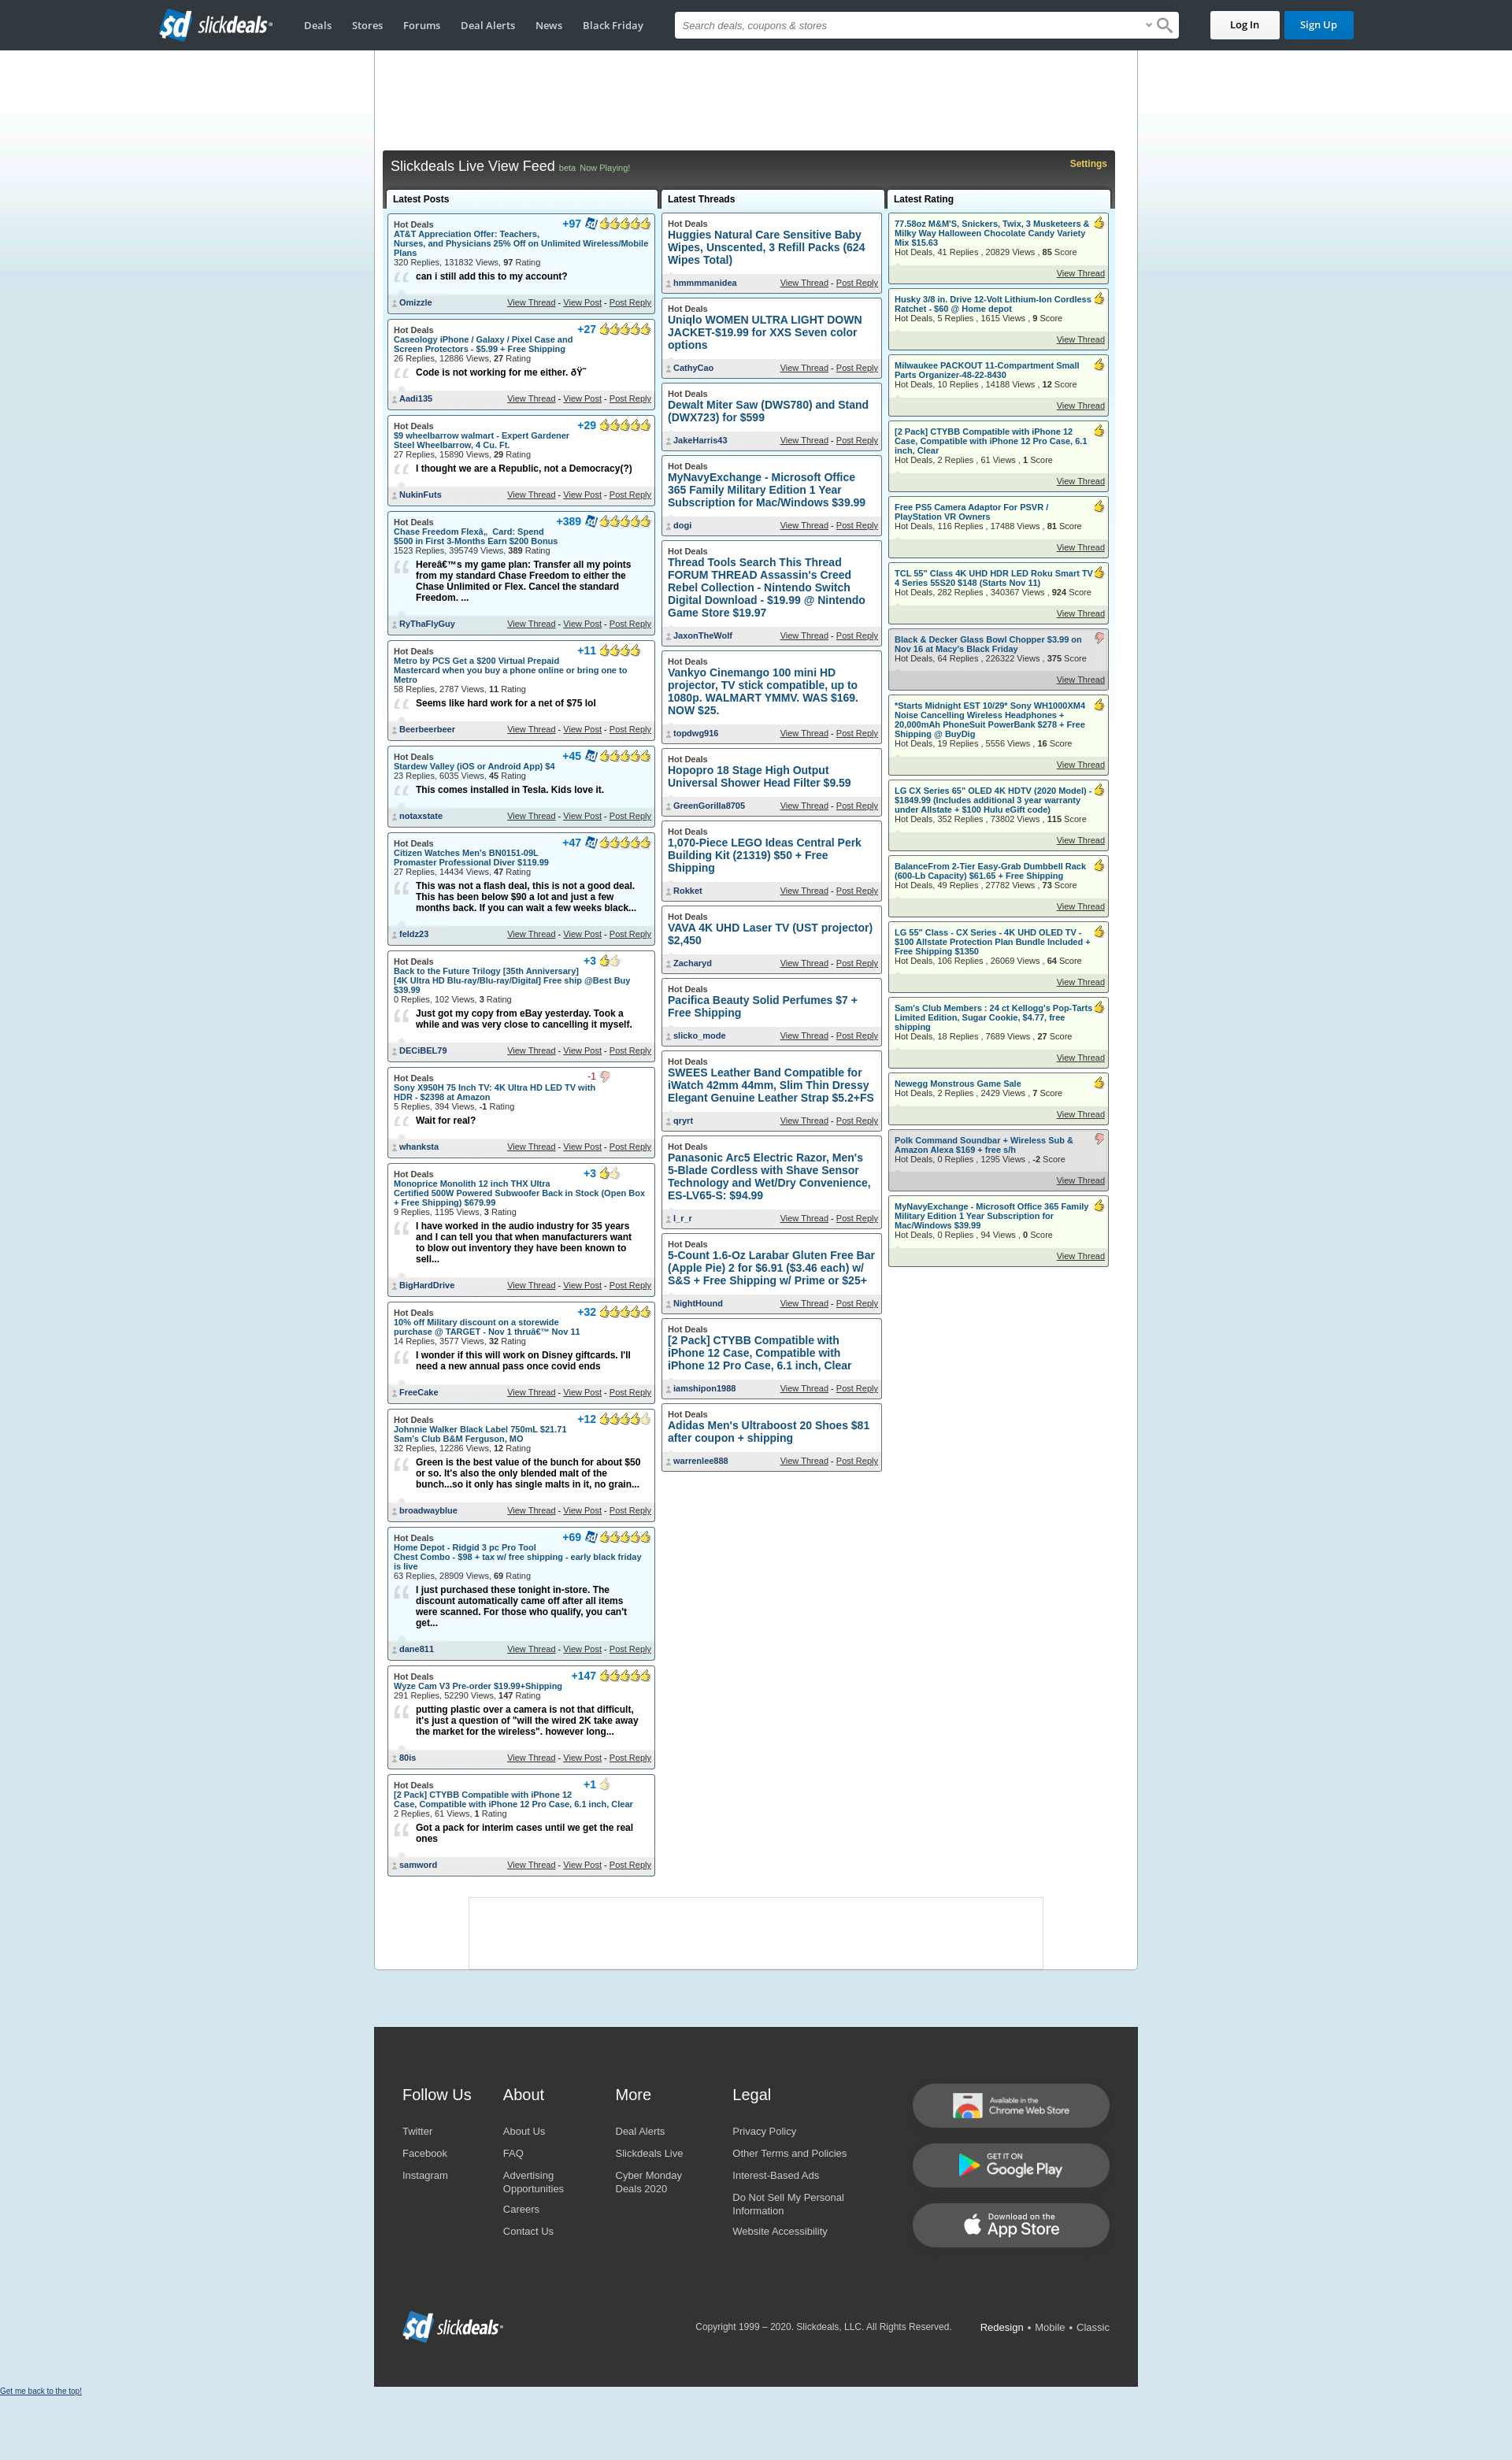 sd slickdeals
Deals
Stores
Forums
Deal Alerts
News
Black Friday
Search deals, coupons & stores
Log In
Sign Up
Slickdeals Live View Feed beta Now Playing!
Settings
Latest Posts
Hot Deals
+97
AT&T Appreciation Offer: Teachers,
Nurses, and Physicians 25% Off on Unlimited Wireless/Mobile
Plans
320 Replies, 131832 Views, 97 Rating
can i still add this to my account?
Omizzle
View Thread - View Post - Post Reply
Hot Deals
+27
Caseology iPhone / Galaxy / Pixel Case and
Screen Protectors - $5.99 + Free Shipping
26 Replies, 12886 Views, 27 Rating
Code is not working for me either. ðŸ˜
Aadi135
View Thread - View Post - Post Reply
Hot Deals
+29
$9 wheelbarrow walmart - Expert Gardener
Steel Wheelbarrow, 4 Cu. Ft.
27 Replies, 15890 Views, 29 Rating
I thought we are a Republic, not a Democracy(?)
NukinFuts
View Thread - View Post - Post Reply
Hot Deals
+389
Chase Freedom Flexâ„ Card: Spend
$500 in First 3-Months Earn $200 Bonus
1523 Replies, 395749 Views, 389 Rating
Hereâ€™s my game plan: Transfer all my points
from my standard Chase Freedom to either the
Chase Unlimited or Flex. Cancel the standard
Freedom. ...
RyThaFlyGuy
View Thread - View Post - Post Reply
Hot Deals
+11
Metro by PCS Get a $200 Virtual Prepaid
Mastercard when you buy a phone online or bring one to
Metro
58 Replies, 2787 Views, 11 Rating
Seems like hard work for a net of $75 lol
Beerbeerbeer
View Thread - View Post - Post Reply
Hot Deals
+45
Stardew Valley (iOS or Android App) $4
23 Replies, 6035 Views, 45 Rating
This comes installed in Tesla. Kids love it.
notaxstate
View Thread - View Post - Post Reply
Hot Deals
+47
Citizen Watches Men's BN0151-09L
Promaster Professional Diver $119.99
27 Replies, 14434 Views, 47 Rating
This was not a flash deal, this is not a good deal.
This has been below $90 a lot and just a few
months back. If you can wait a few weeks black...
feldz23
View Thread - View Post - Post Reply
Hot Deals
+3
Back to the Future Trilogy [35th Anniversary]
[4K Ultra HD Blu-ray/Blu-ray/Digital] Free ship @Best Buy
$39.99
0 Replies, 102 Views, 3 Rating
Just got my copy from eBay yesterday. Took a
while and was very close to cancelling it myself.
DECiBEL79
View Thread - View Post - Post Reply
Hot Deals
-1
Sony X950H 75 Inch TV: 4K Ultra HD LED TV with
HDR - $2398 at Amazon
5 Replies, 394 Views, -1 Rating
Wait for real?
whanksta
View Thread - View Post - Post Reply
Hot Deals
+3
Monoprice Monolith 12 inch THX Ultra
Certified 500W Powered Subwoofer Back in Stock (Open Box
+ Free Shipping) $679.99
9 Replies, 1195 Views, 3 Rating
I have worked in the audio industry for 35 years
and I can tell you that when manufacturers want
to blow out inventory they have been known to
sell...
BigHardDrive
View Thread - View Post - Post Reply
Hot Deals
+32
10% off Military discount on a storewide
purchase @ TARGET - Nov 1 thruâ€™ Nov 11
14 Replies, 3577 Views, 32 Rating
I wonder if this will work on Disney giftcards. I'll
need a new annual pass once covid ends
FreeCake
View Thread - View Post - Post Reply
Hot Deals
+12
Johnnie Walker Black Label 750mL $21.71
Sam's Club B&M Ferguson, MO
32 Replies, 12286 Views, 12 Rating
Green is the best value of the bunch for about $50
or so. It's also the only blended malt of the
bunch...so it only has single malts in it, no grain...
broadwayblue
View Thread - View Post - Post Reply
Hot Deals
+69
Home Depot - Ridgid 3 pc Pro Tool
Chest Combo - $98 + tax w/ free shipping - early black friday
is live
63 Replies, 28909 Views, 69 Rating
I just purchased these tonight in-store. The
discount automatically came off after all items
were scanned. For those who qualify, you can't
get...
dane811
View Thread - View Post - Post Reply
Hot Deals
+147
Wyze Cam V3 Pre-order $19.99+Shipping
291 Replies, 52290 Views, 147 Rating
putting plastic over a camera is not that difficult,
it's just a question of "will the wired 2K take away
the market for the wireless". however long...
80is
View Thread - View Post - Post Reply
Hot Deals
+1
[2 Pack] CTYBB Compatible with iPhone 12
Case, Compatible with iPhone 12 Pro Case, 6.1 inch, Clear
2 Replies, 61 Views, 1 Rating
Got a pack for interim cases until we get the real
ones
samword
View Thread - View Post - Post Reply
Latest Threads
Hot Deals
Huggies Natural Care Sensitive Baby
Wipes, Unscented, 3 Refill Packs (624
Wipes Total)
hmmmmanidea
View Thread - Post Reply
Hot Deals
Uniqlo WOMEN ULTRA LIGHT DOWN
JACKET-$19.99 for XXS Seven color
options
CathyCao
View Thread - Post Reply
Hot Deals
Dewalt Miter Saw (DWS780) and Stand
(DWX723) for $599
JakeHarris43
View Thread - Post Reply
Hot Deals
MyNavyExchange - Microsoft Office
365 Family Military Edition 1 Year
Subscription for Mac/Windows $39.99
dogi
View Thread - Post Reply
Hot Deals
Thread Tools Search This Thread
FORUM THREAD Assassin's Creed
Rebel Collection - Nintendo Switch
Digital Download - $19.99 @ Nintendo
Game Store $19.97
JaxonTheWolf
View Thread - Post Reply
Hot Deals
Vankyo Cinemango 100 mini HD
projector, TV stick compatible, up to
1080p. WALMART YMMV. WAS $169.
NOW $25.
topdwg916
View Thread - Post Reply
Hot Deals
Hopopro 18 Stage High Output
Universal Shower Head Filter $9.59
GreenGorilla8705
View Thread - Post Reply
Hot Deals
1,070-Piece LEGO Ideas Central Perk
Building Kit (21319) $50 + Free
Shipping
Rokket
View Thread - Post Reply
Hot Deals
VAVA 4K UHD Laser TV (UST projector)
$2,450
Zacharyd
View Thread - Post Reply
Hot Deals
Pacifica Beauty Solid Perfumes $7 +
Free Shipping
slicko_mode
View Thread - Post Reply
Hot Deals
SWEES Leather Band Compatible for
iWatch 42mm 44mm, Slim Thin Dressy
Elegant Genuine Leather Strap $5.2+FS
qryrt
View Thread - Post Reply
Hot Deals
Panasonic Arc5 Electric Razor, Men's
5-Blade Cordless with Shave Sensor
Technology and Wet/Dry Convenience,
ES-LV65-S: $94.99
l_r_r
View Thread - Post Reply
Hot Deals
5-Count 1.6-Oz Larabar Gluten Free Bar
(Apple Pie) 2 for $6.91 ($3.46 each) w/
S&S + Free Shipping w/ Prime or $25+
NightHound
View Thread - Post Reply
Hot Deals
[2 Pack] CTYBB Compatible with
iPhone 12 Case, Compatible with
iPhone 12 Pro Case, 6.1 inch, Clear
iamshipon1988
View Thread - Post Reply
Hot Deals
Adidas Men's Ultraboost 20 Shoes $81
after coupon + shipping
warrenlee888
View Thread - Post Reply
Latest Rating
77.58oz M&M'S, Snickers, Twix, 3 Musketeers &
Milky Way Halloween Chocolate Candy Variety
Mix $15.63
Hot Deals, 41 Replies , 20829 Views , 85 Score
View Thread
Husky 3/8 in. Drive 12-Volt Lithium-Ion Cordless
Ratchet - $60 @ Home depot
Hot Deals, 5 Replies , 1615 Views , 9 Score
View Thread
Milwaukee PACKOUT 11-Compartment Small
Parts Organizer-48-22-8430
Hot Deals, 10 Replies , 14188 Views , 12 Score
View Thread
[2 Pack] CTYBB Compatible with iPhone 12
Case, Compatible with iPhone 12 Pro Case, 6.1
inch, Clear
Hot Deals, 2 Replies , 61 Views , 1 Score
View Thread
Free PS5 Camera Adaptor For PSVR /
PlayStation VR Owners
Hot Deals, 116 Replies , 17488 Views , 81 Score
View Thread
TCL 55" Class 4K UHD HDR LED Roku Smart TV
4 Series 55S20 $148 (Starts Nov 11)
Hot Deals, 282 Replies , 340367 Views , 924 Score
View Thread
Black & Decker Glass Bowl Chopper $3.99 on
Nov 16 at Macy's Black Friday
Hot Deals, 64 Replies , 226322 Views , 375 Score
View Thread
*Starts Midnight EST 10/29* Sony WH1000XM4
Noise Cancelling Wireless Headphones +
20,000mAh PhoneSuit PowerBank $278 + Free
Shipping @ BuyDig
Hot Deals, 19 Replies , 5556 Views , 16 Score
View Thread
LG CX Series 65" OLED 4K HDTV (2020 Model) -
$1849.99 (Includes additional 3 year warranty
under Allstate + $100 Hulu eGift code)
Hot Deals, 352 Replies , 73802 Views , 115 Score
View Thread
BalanceFrom 2-Tier Easy-Grab Dumbbell Rack
(600-Lb Capacity) $61.65 + Free Shipping
Hot Deals, 49 Replies , 27782 Views , 73 Score
View Thread
LG 55" Class - CX Series - 4K UHD OLED TV -
$100 Allstate Protection Plan Bundle Included +
Free Shipping $1350
Hot Deals, 106 Replies , 26069 Views , 64 Score
View Thread
Sam's Club Members : 24 ct Kellogg's Pop-Tarts
Limited Edition, Sugar Cookie, $4.77, free
shipping
Hot Deals, 18 Replies , 7689 Views , 27 Score
View Thread
Newegg Monstrous Game Sale
Hot Deals, 2 Replies , 2429 Views , 7 Score
View Thread
Polk Command Soundbar + Wireless Sub &
Amazon Alexa $169 + free s/h
Hot Deals, 0 Replies , 1295 Views , -2 Score
View Thread
MyNavyExchange - Microsoft Office 365 Family
Military Edition 1 Year Subscription for
Mac/Windows $39.99
Hot Deals, 0 Replies , 94 Views , 0 Score
View Thread
Follow Us
Twitter
Facebook
Instagram
About
About Us
FAQ
Advertising
Opportunities
Careers
Contact Us
More
Deal Alerts
Slickdeals Live
Cyber Monday
Deals 2020
Legal
Privacy Policy
Other Terms and Policies
Interest-Based Ads
Do Not Sell My Personal
Information
Website Accessibility
Available in the
Chrome Web Store
GET IT ON
Google Play
Download on the
App Store
sd slickdeals
Copyright 1999 – 2020. Slickdeals, LLC. All Rights Reserved.
Redesign • Mobile • Classic
Get me back to the top!